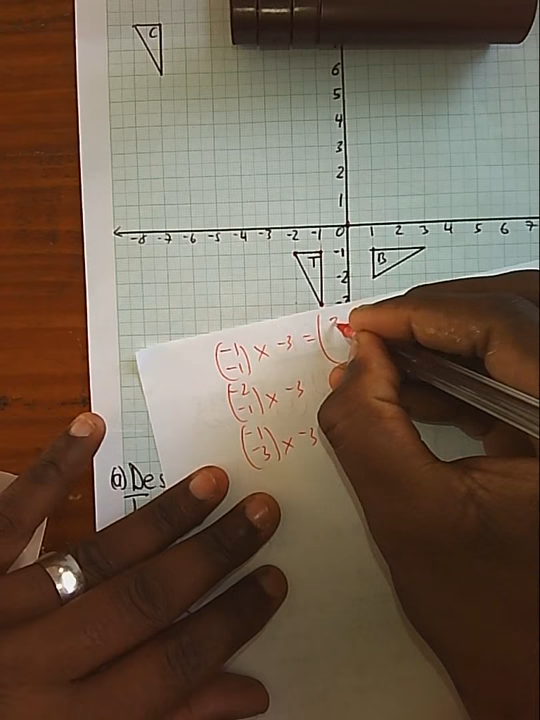 C
6
5
4
3
2
1
-8 -7 -6 -5 -4 -3 -2 -1 0 1 2 3 4 5 6 7
T -1 B
-2
(-1 -1) × -3 = (3
(-2 -1) × -3
(-1 -3) × -3
(a) Des